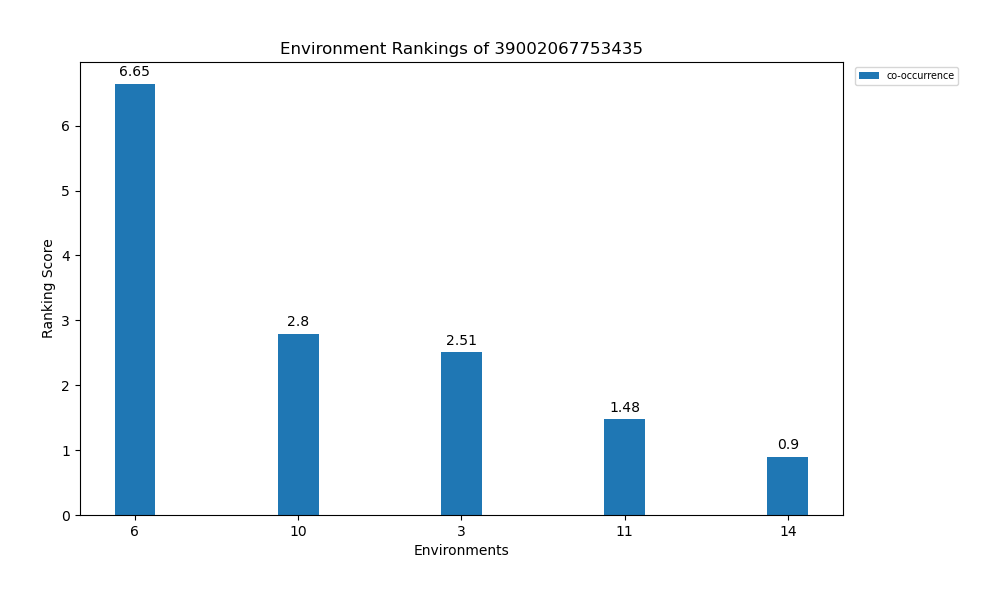 Environment Rankings of 39002067753435
co-occurrence
Ranking Score
6
5
4
3
2
1
0
6.65
2.8
2.51
1.48
0.9
6 10 3 11 14
Environments